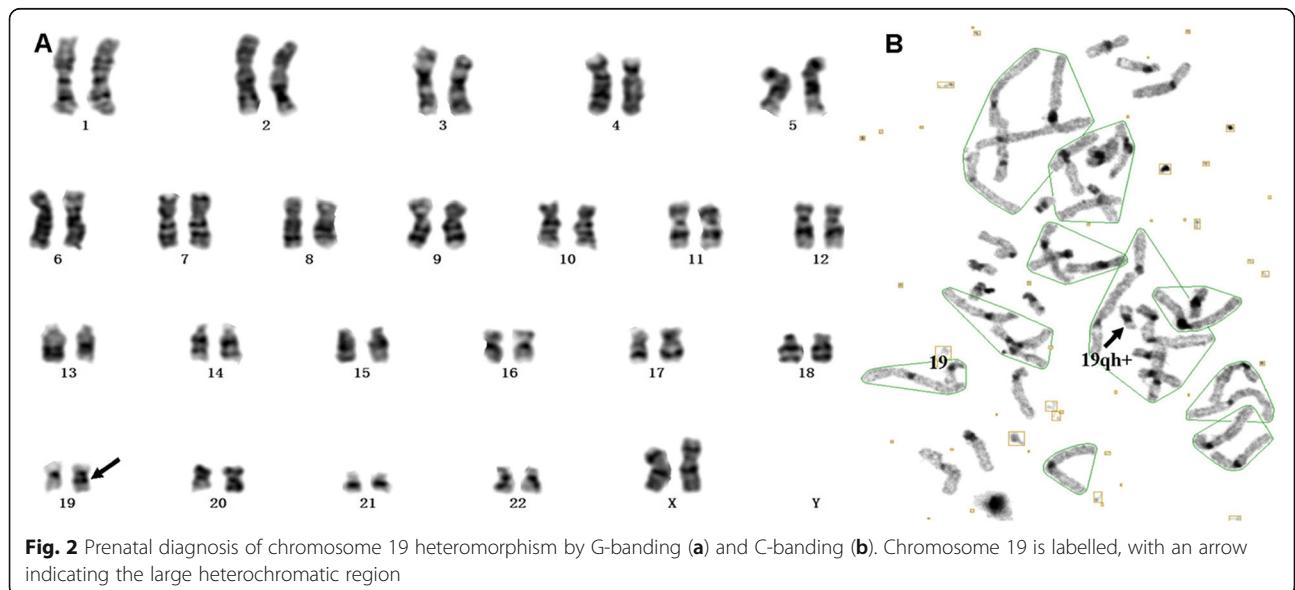 A
B
1 2 3 4 5
6 7 8 9 10 11 12
13 14 15 16 17 18
19 20 21 22 X Y
19
19qh+
Fig. 2 Prenatal diagnosis of chromosome 19 heteromorphism by G-banding (a) and C-banding (b). Chromosome 19 is labelled, with an arrow
indicating the large heterochromatic region